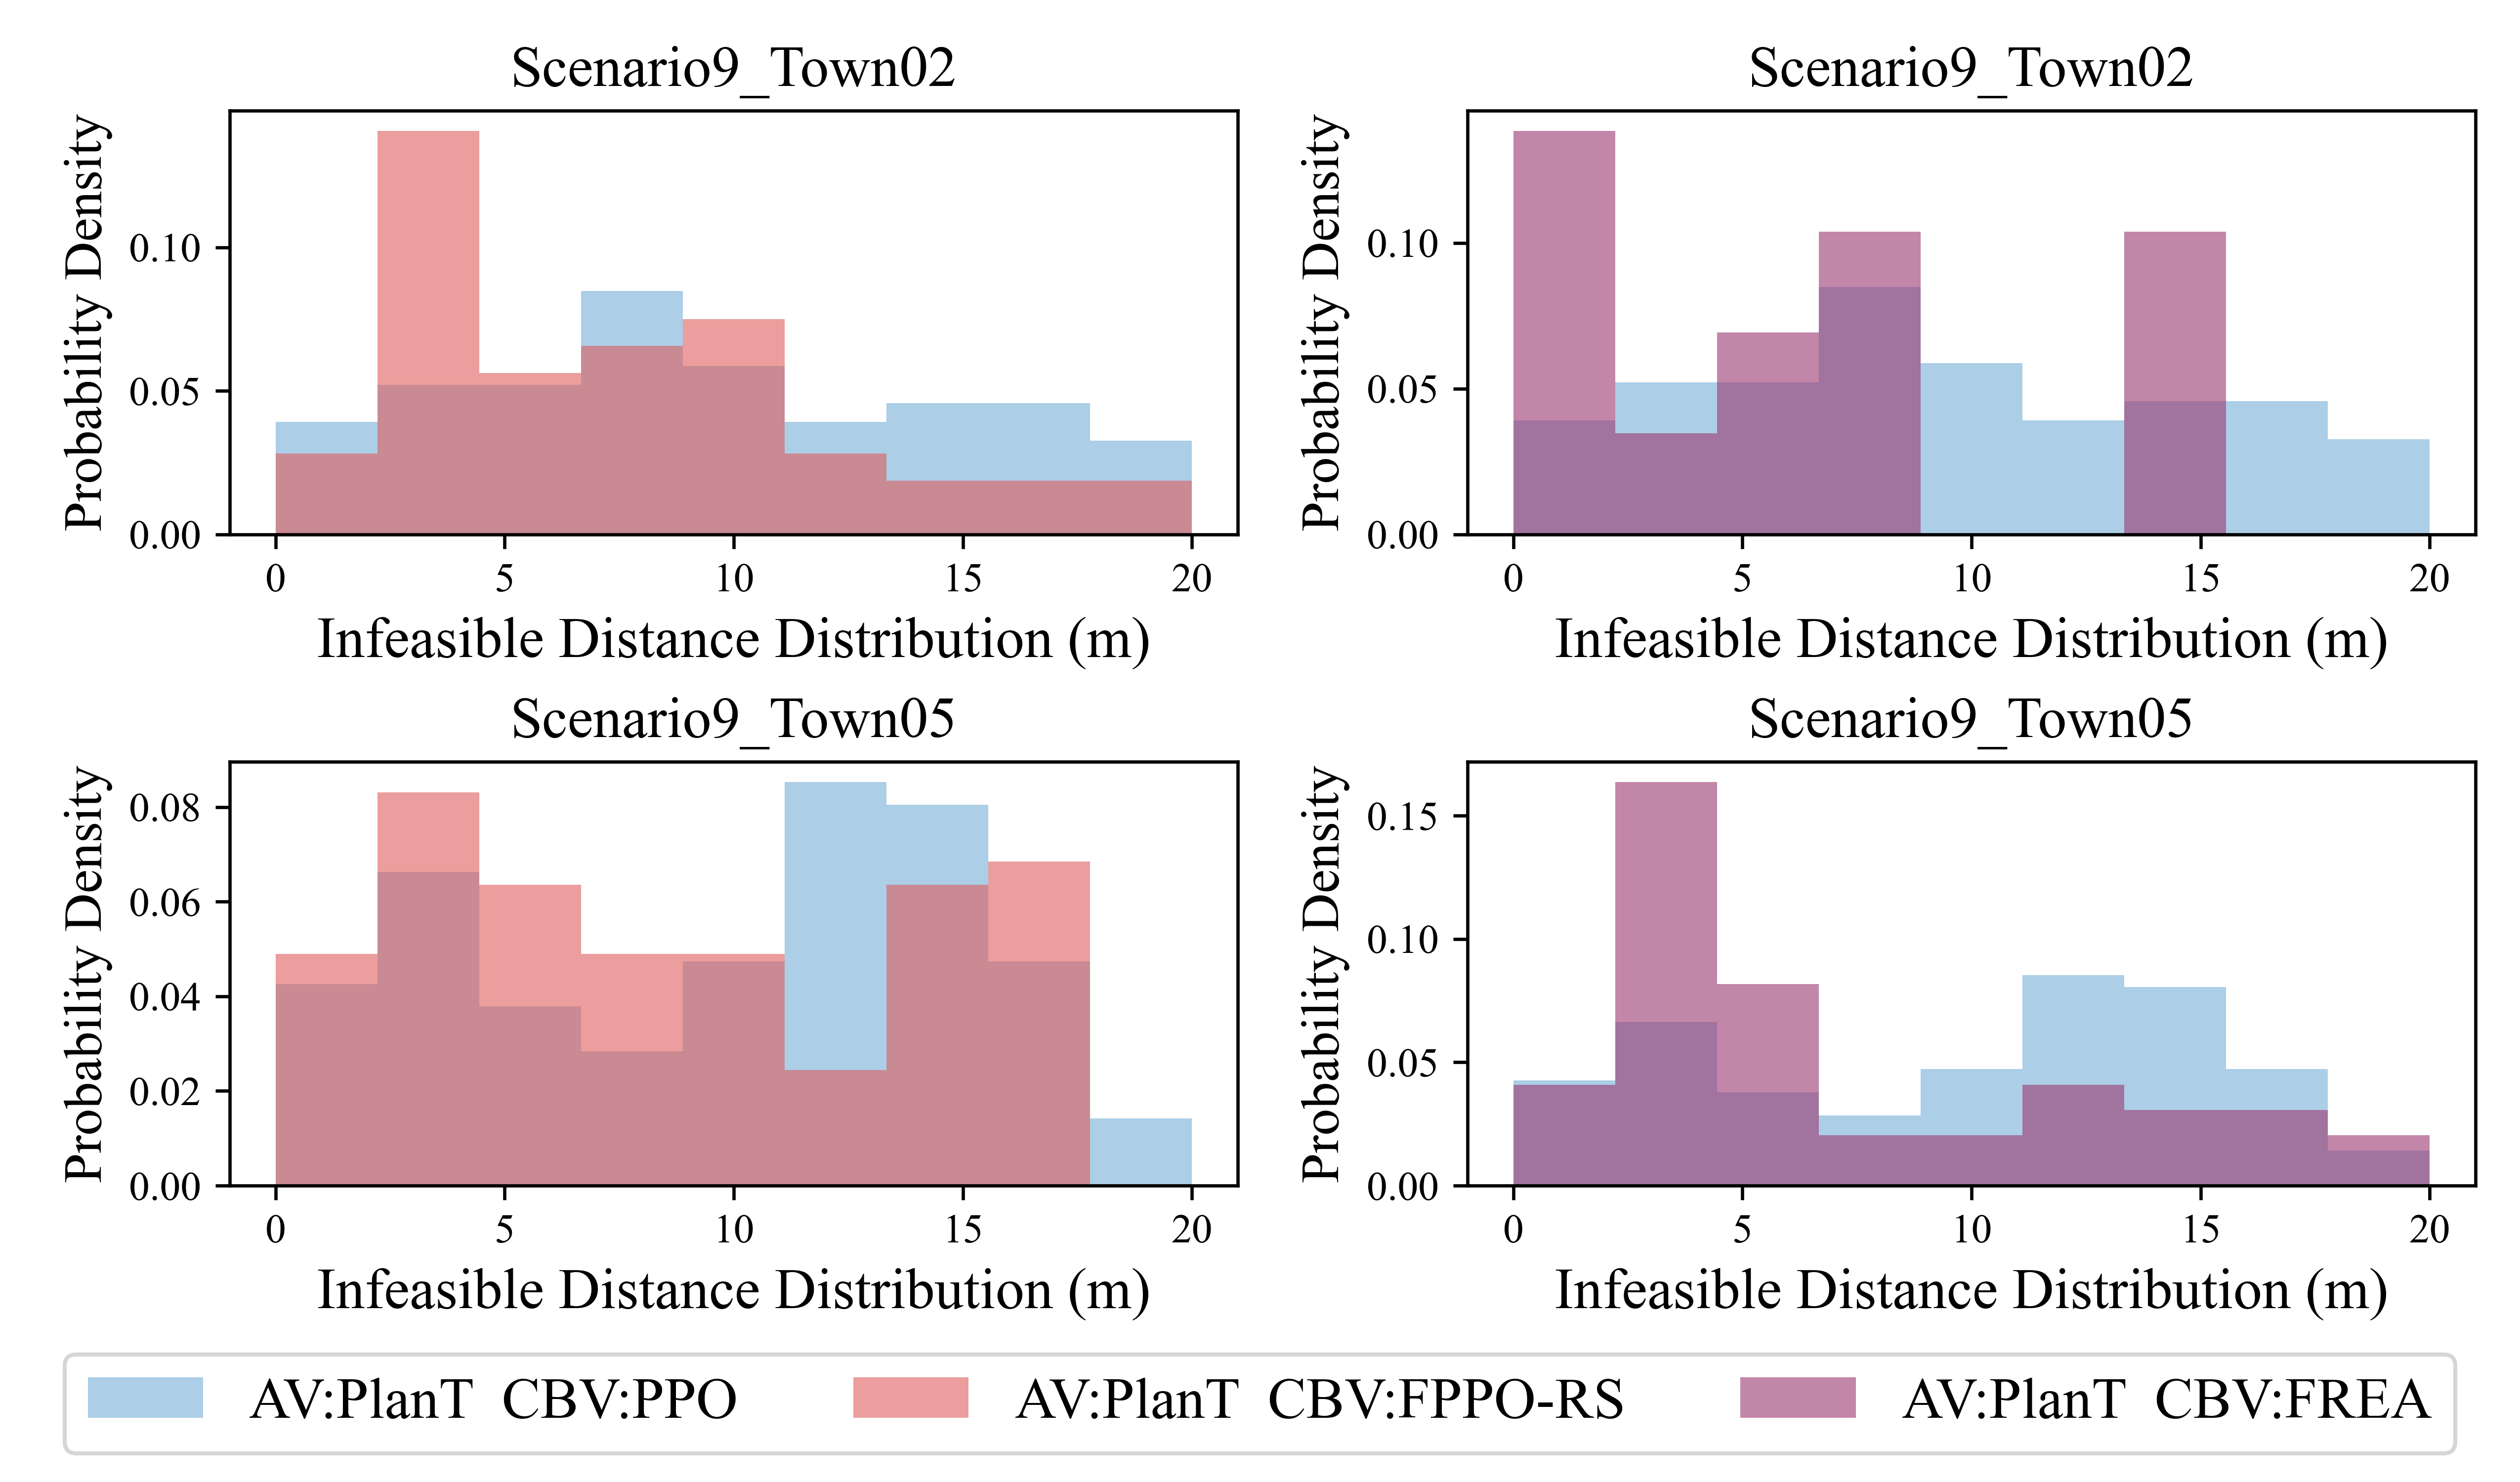 Scenario9_Town02
Probability Density
0.10
0.05
0.00
0 5 10 15 20
Infeasible Distance Distribution (m)
Scenario9_Town02
Probability Density
0.10
0.05
0.00
0 5 10 15 20
Infeasible Distance Distribution (m)
Scenario9_Town05
Probability Density
0.08
0.06
0.04
0.02
0.00
0 5 10 15 20
Infeasible Distance Distribution (m)
Scenario9_Town05
Probability Density
0.15
0.10
0.05
0.00
0 5 10 15 20
Infeasible Distance Distribution (m)
AV:PlanT CBV:PPO
AV:PlanT CBV:FPPO-RS
AV:PlanT CBV:FREA